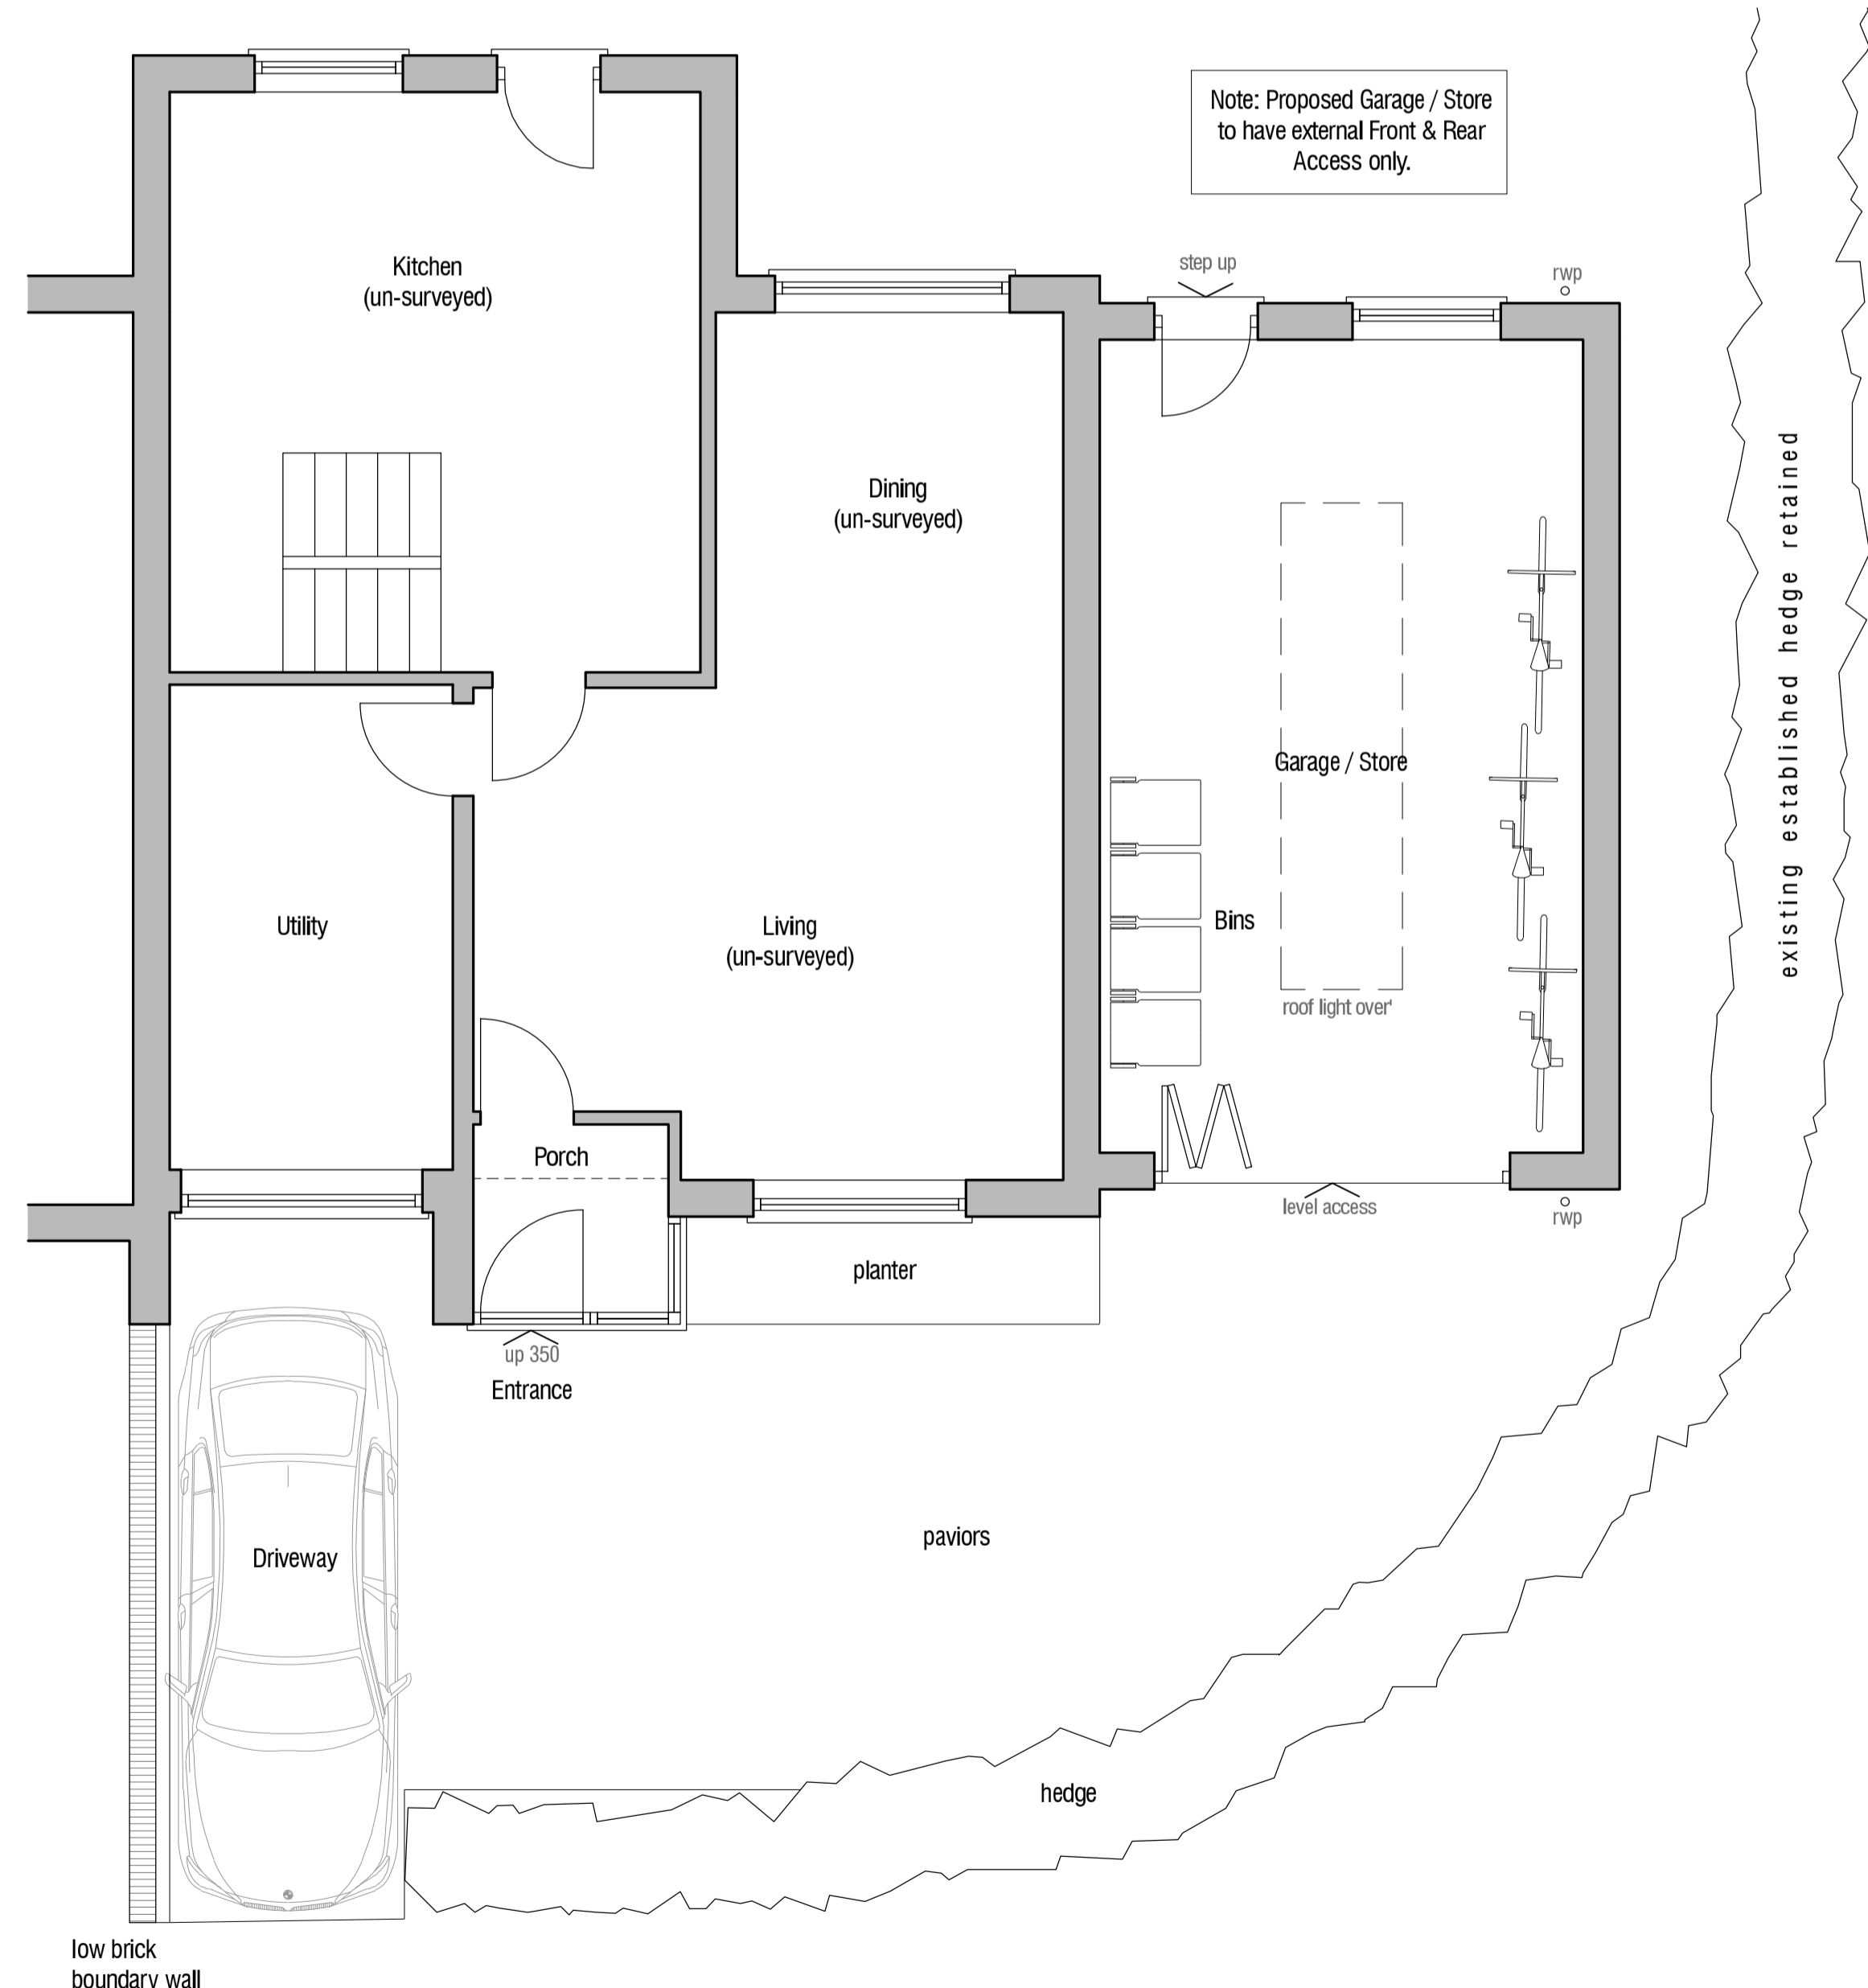 Note: Proposed Garage / Store
to have external Front & Rear
Access only.
Kitchen
(un-surveyed)
step up
rwp
Dining
(un-surveyed)
existing established hedge retained
Garage / Store
Utility
Living
(un-surveyed)
Bins
roof light over'
Porch
level access
rwp
planter
up 350
Entrance
paviors
Driveway
hedge
low brick
boundary wall